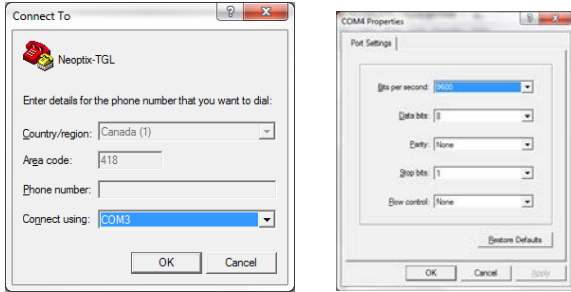 Connect To
Neoptix-TGL
Enter details for the phone number that you want to dial:
Country/region: Canada (1)
Area code: 418
Phone number:
Connect using: COM3
OK Cancel
COM4 Properties
Port Settings
Bits per second: 9600
Data bits: 8
Parity: None
Stop bits: 1
Flow control: None
Restore Defaults
OK Cancel Apply